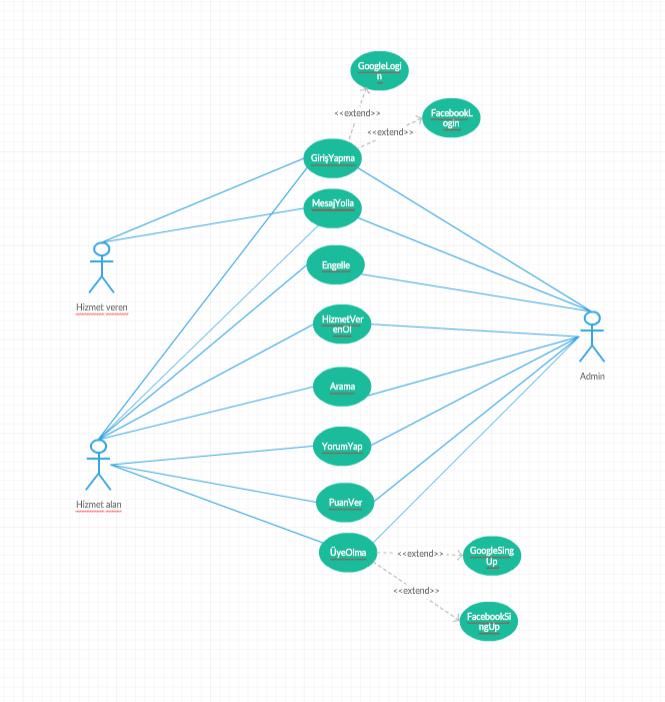 GoogleLogi
n
<<extend>>
FacebookL
ogin
<<extend>>
GirişYapma
MesajYolla
Engelle
Hizmet veren
HizmetVer
enOl
Admin
Arama
YorumYap
Hizmet alan
PuanVer
ÜyeOlma
<<extend>>
GoogleSing
Up
<<extend>>
FacebookSi
ngUp